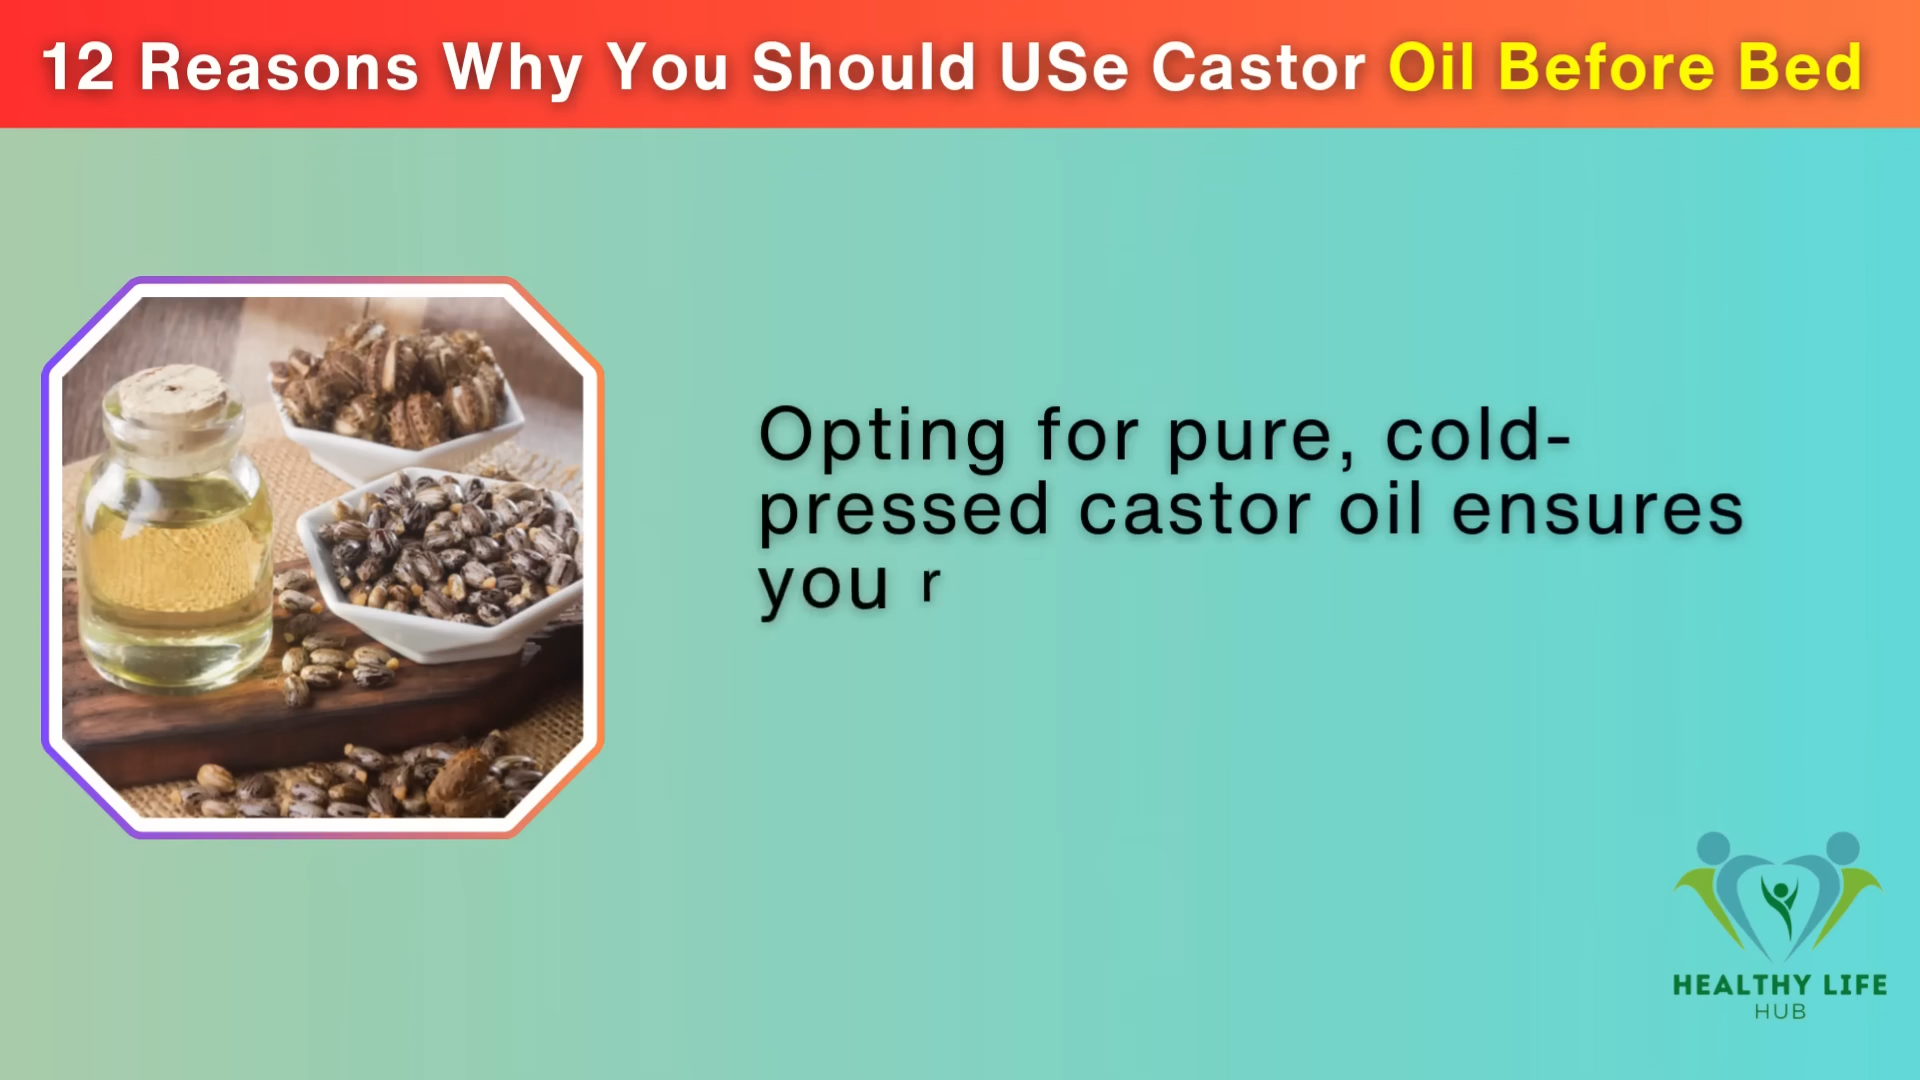 12 Reasons Why You Should USe Castor Oil Before Bed
Opting for pure, cold-
pressed castor oil ensures
you r
HEALTHY LIFE
HUB